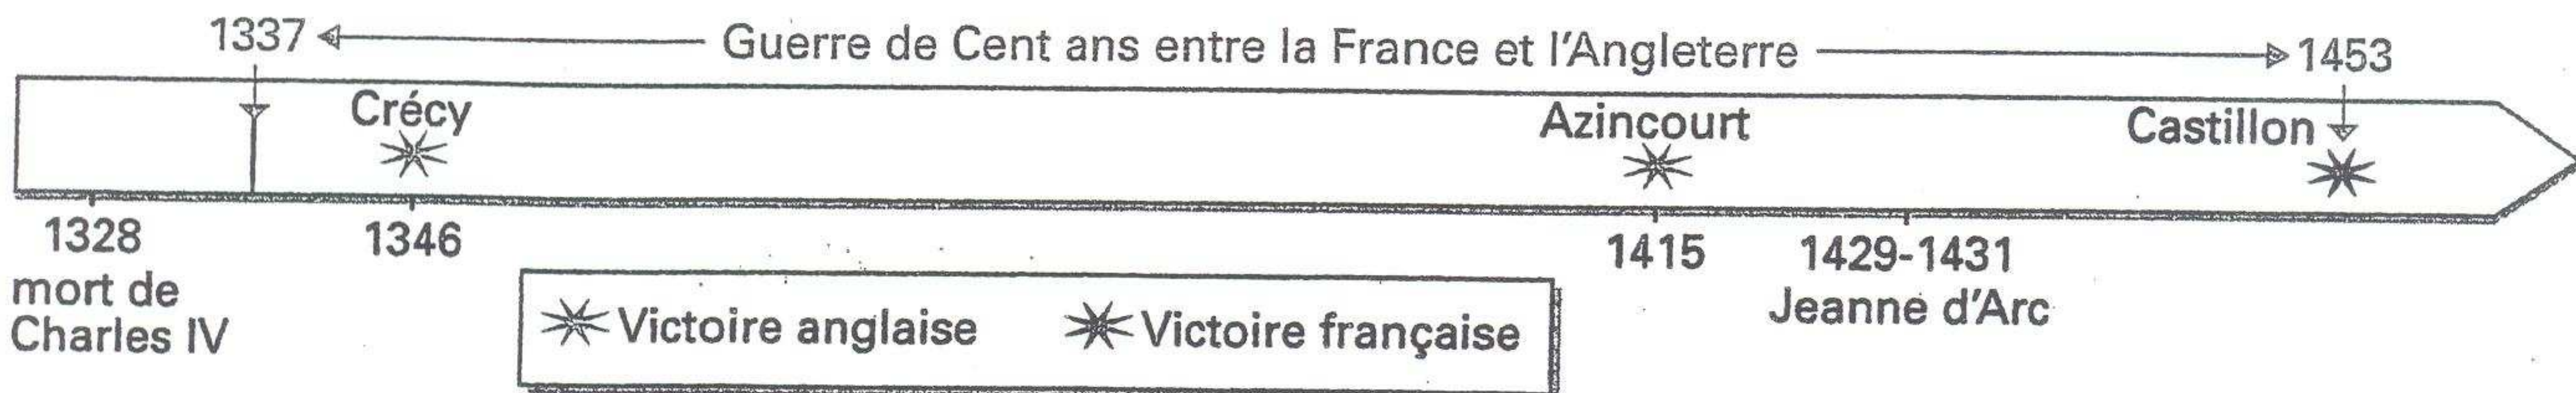 1337 Guerre de Cent ans entre la France et l'Angleterre 1453
Crécy Azincourt Castillon
1328 1346 1415 1429-1431
mort de Jeanne d'Arc
Charles IV
Victoire anglaise Victoire française